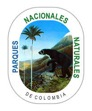 PARQUES
NACIONALES
NATURALES
DE COLOMBIA